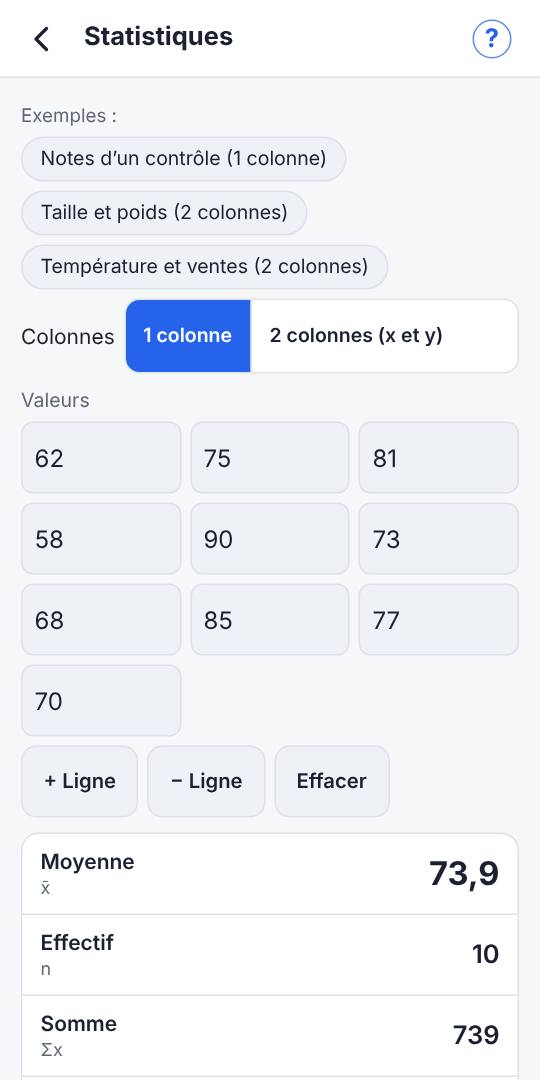 Statistiques
?
Exemples :
Notes d’un contrôle (1 colonne)
Taille et poids (2 colonnes)
Température et ventes (2 colonnes)
Colonnes 1 colonne 2 colonnes (x et y)
Valeurs
62 75 81
58 90 73
68 85 77
70
+ Ligne − Ligne Effacer
Moyenne 73,9
x̄
Effectif 10
n
Somme 739
Σx